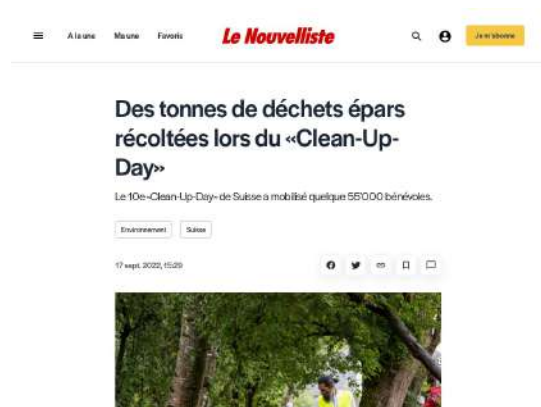 A la une Ma une Favoris Le Nouvelliste Je m'abonne
Des tonnes de déchets épars
récoltées lors du «Clean-Up-
Day»
Le 10e «Clean-Up-Day» de Suisse a mobilisé quelque 55'000 bénévoles.
Environnement Suisse
17 sept. 2022, 15:29